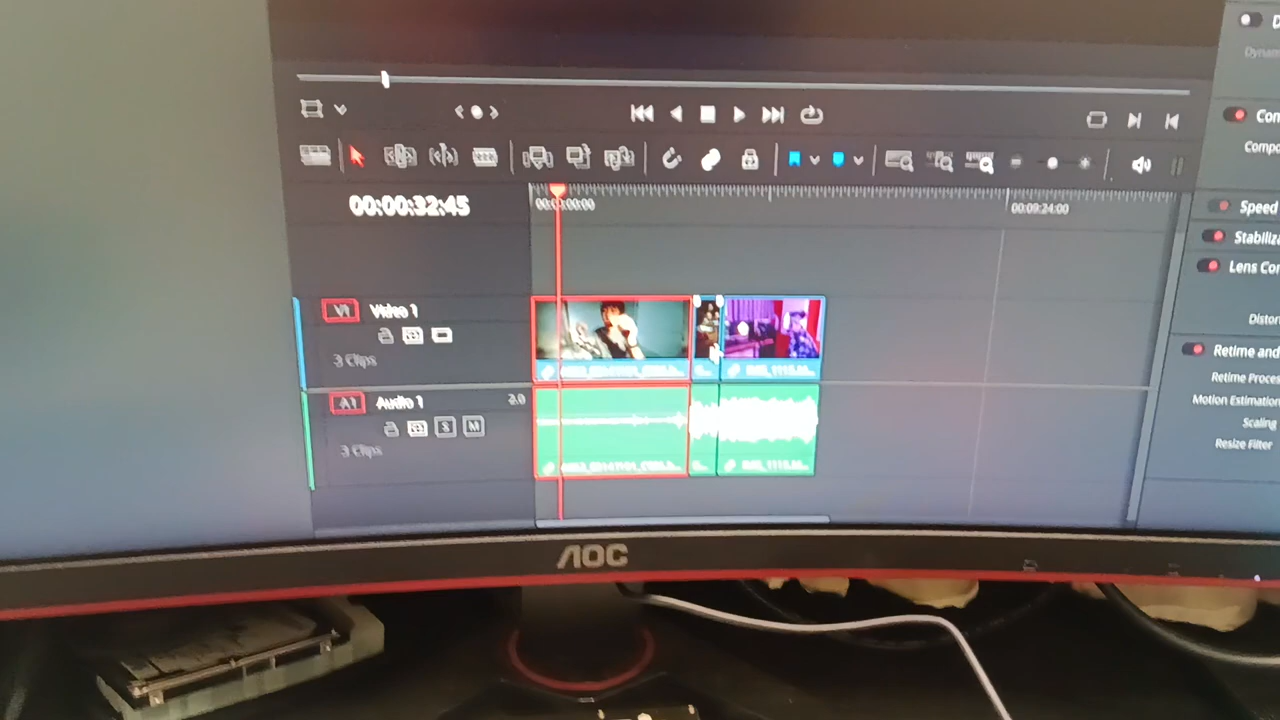 00:00:32:45
00:00:00:00
00:09:24:00
V1 Video 1
3 Clips
A1 Audio 1 2.0
S M
3 Clips
D
Dynam
Com
Compo
Speed
Stabiliza
Lens Cor
Distor
Retime and
Retime Proces
Motion Estimation
Scaling
Resize Filter
AOC